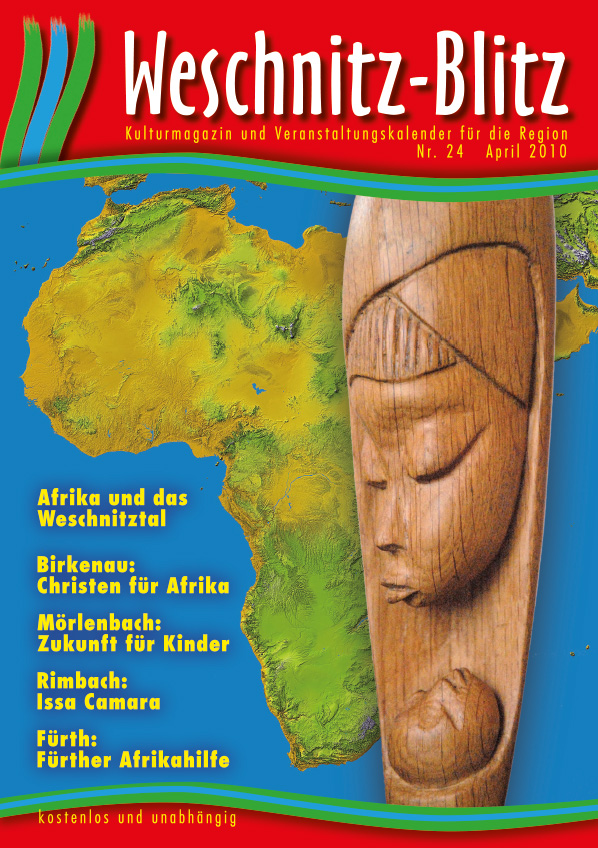 Weschnitz-Blitz
Kulturmagazin und Veranstaltungskalender für die Region
Nr. 24 April 2010
Afrika und das
Weschnitztal
Birkenau:
Christen für Afrika
Mörlenbach:
Zukunft für Kinder
Rimbach:
Issa Camara
Fürth:
Fürther Afrikahilfe
kostenlos und unabhängig